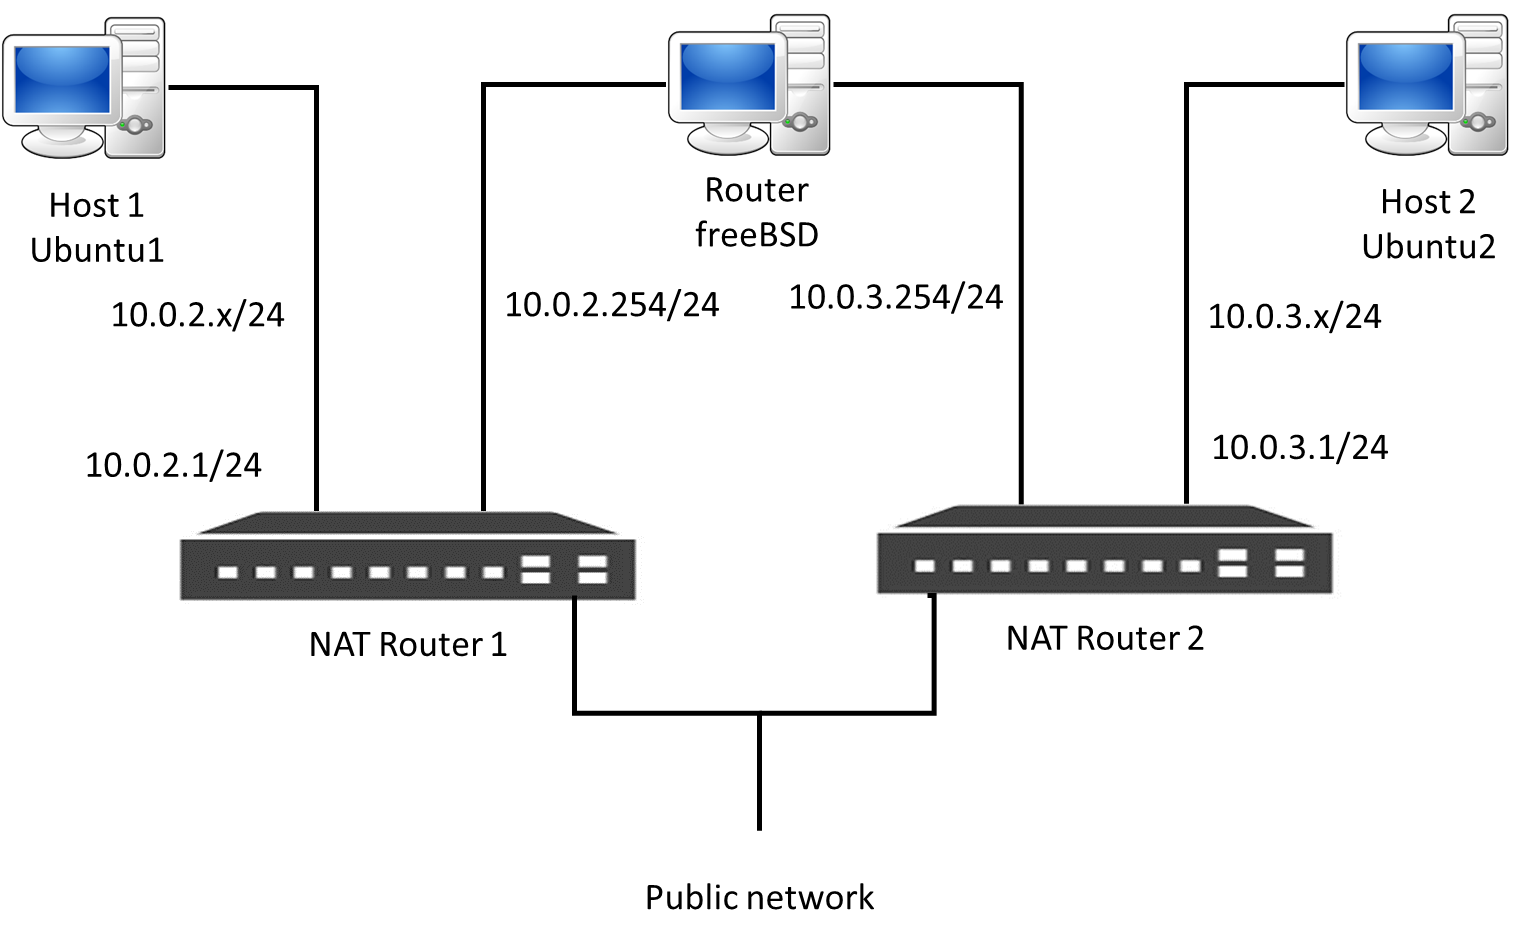 Host 1
Ubuntu1
Router
freeBSD
Host 2
Ubuntu2
10.0.2.x/24
10.0.2.254/24
10.0.3.254/24
10.0.3.x/24
10.0.2.1/24
10.0.3.1/24
NAT Router 1
NAT Router 2
Public network